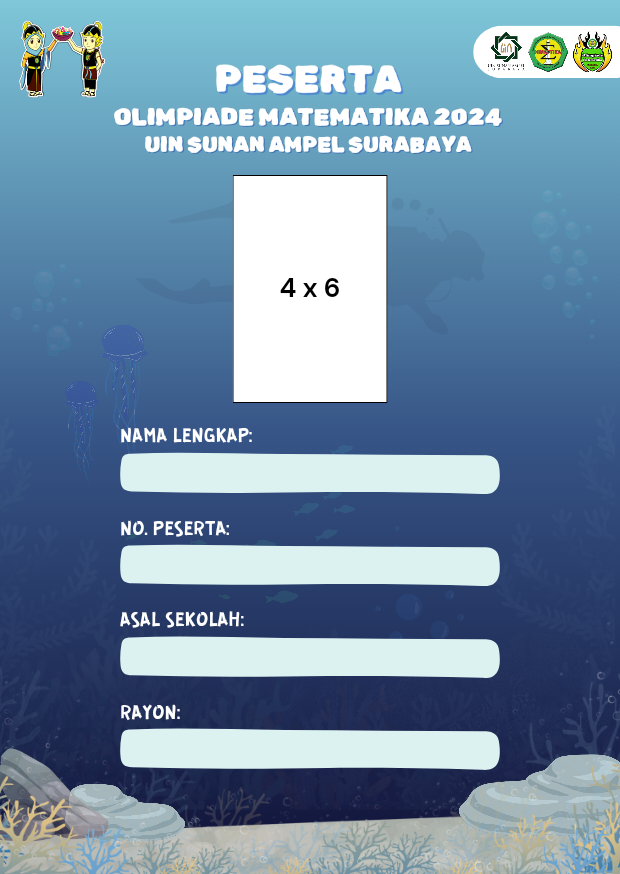 PESERTA
OLIMPIADE MATEMATIKA 2024
UIN SUNAN AMPEL SURABAYA
4 x 6
NAMA LENGKAP:
NO. PESERTA:
ASAL SEKOLAH:
RAYON: